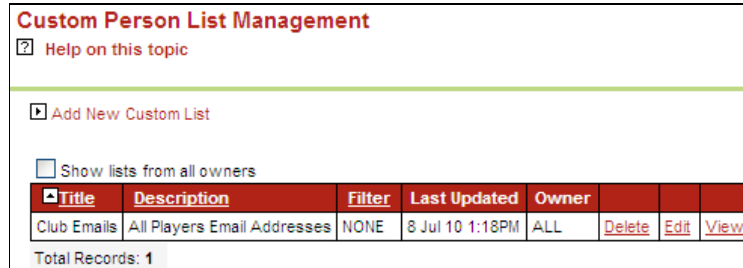 Custom Person List Management
? Help on this topic
Add New Custom List
Show lists from all owners
Title Description Filter Last Updated Owner
Club Emails All Players Email Addresses NONE 8 Jul 10 1:18PM ALL Delete Edit View
Total Records: 1